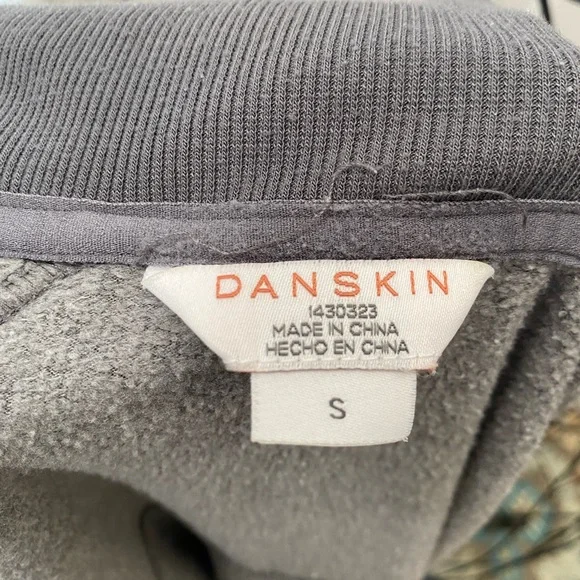 DANSKIN
1430323
MADE IN CHINA
HECHO EN CHINA
S